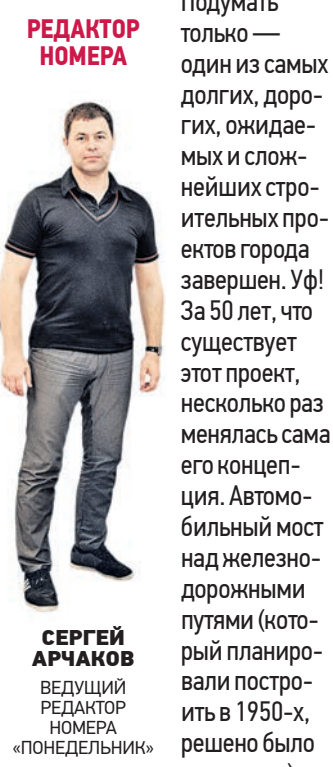 РЕДАКТОР
НОМЕРА
СЕРГЕЙ
АРЧАКОВ
ВЕДУЩИЙ
РЕДАКТОР
НОМЕРА
«ПОНЕДЕЛЬНИК»
Подумать
только —
один из самых
долгих, доро-
гих, ожидае-
мых и слож-
нейших стро-
ительных про-
ектов города
завершен. Уф!
За 50 лет, что
существует
этот проект,
несколько раз
менялась сама
его концеп-
ция. Автомо-
бильный мост
над железно-
дорожными
путями (кото-
рый планиро-
вали постро-
ить в 1950-х,
решено было